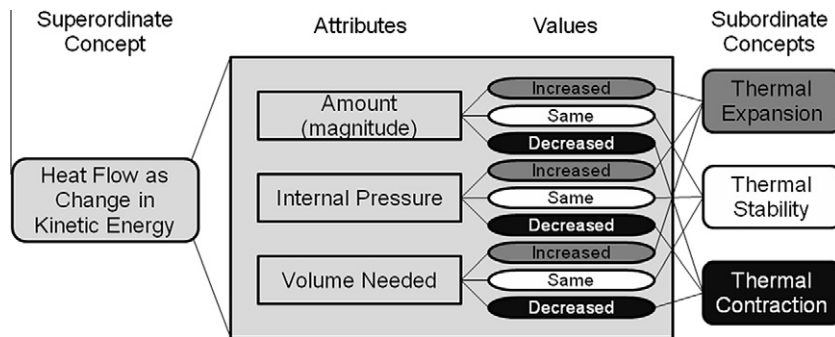 Superordinate
Concept
Attributes
Values
Subordinate
Concepts
Heat Flow as
Change in
Kinetic Energy
Amount
(magnitude)
Increased
Same
Decreased
Internal Pressure
Increased
Same
Decreased
Volume Needed
Increased
Same
Decreased
Thermal
Expansion
Thermal
Stability
Thermal
Contraction